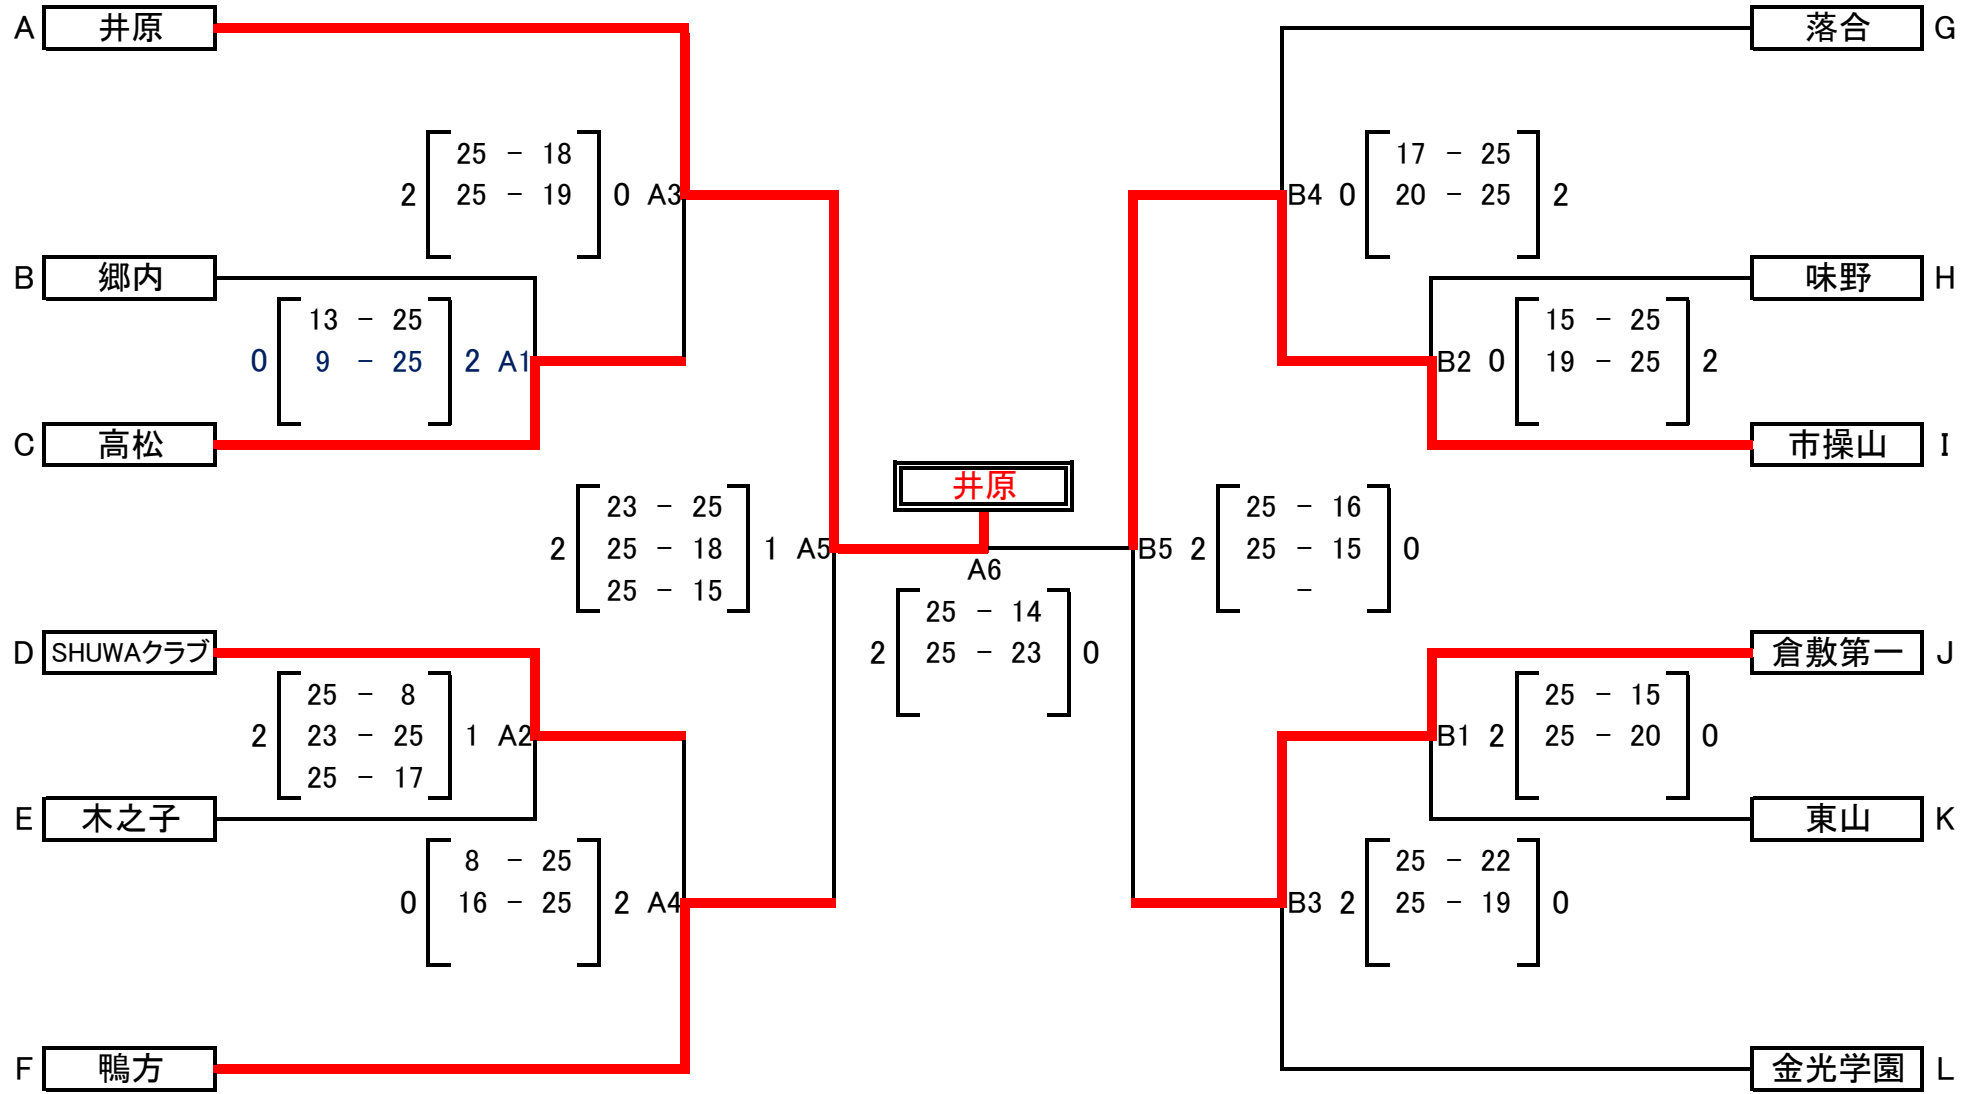 A 井原
落合 G
25 - 18
2 25 - 19 0 A3
17 - 25
B4 0 20 - 25 2
B 郷内
味野 H
13 - 25
0 9 - 25 2 A1
15 - 25
B2 0 19 - 25 2
C 高松
市操山 I
井原
23 - 25
2 25 - 18 1 A5
25 - 15
25 - 16
B5 2 25 - 15 0
-
A6
25 - 14
2 25 - 23 0
D SHUWAクラブ
倉敷第一 J
25 - 8
2 23 - 25 1 A2
25 - 17
25 - 15
B1 2 25 - 20 0
E 木之子
東山 K
8 - 25
0 16 - 25 2 A4
25 - 22
B3 2 25 - 19 0
F 鴨方
金光学園 L